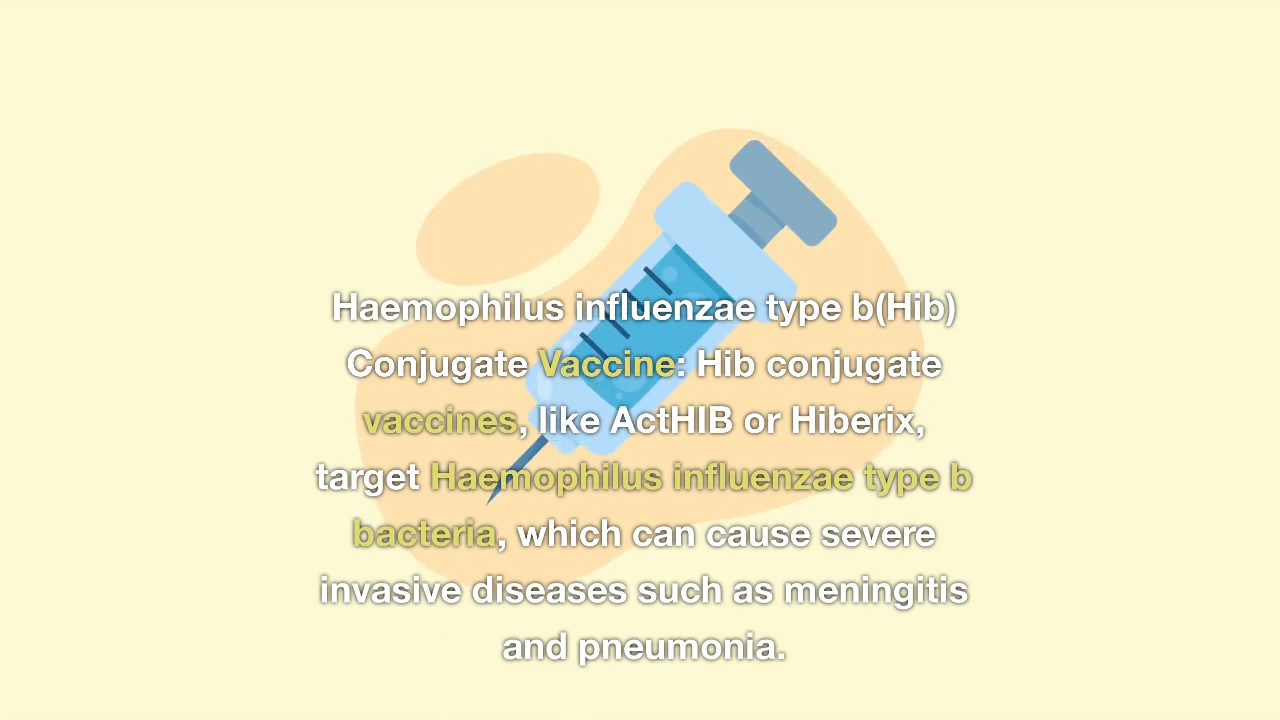 Haemophilus influenzae type b(Hib)
Conjugate Vaccine: Hib conjugate
vaccines, like ActHIB or Hiberix,
target Haemophilus influenzae type b
bacteria, which can cause severe
invasive diseases such as meningitis
and pneumonia.